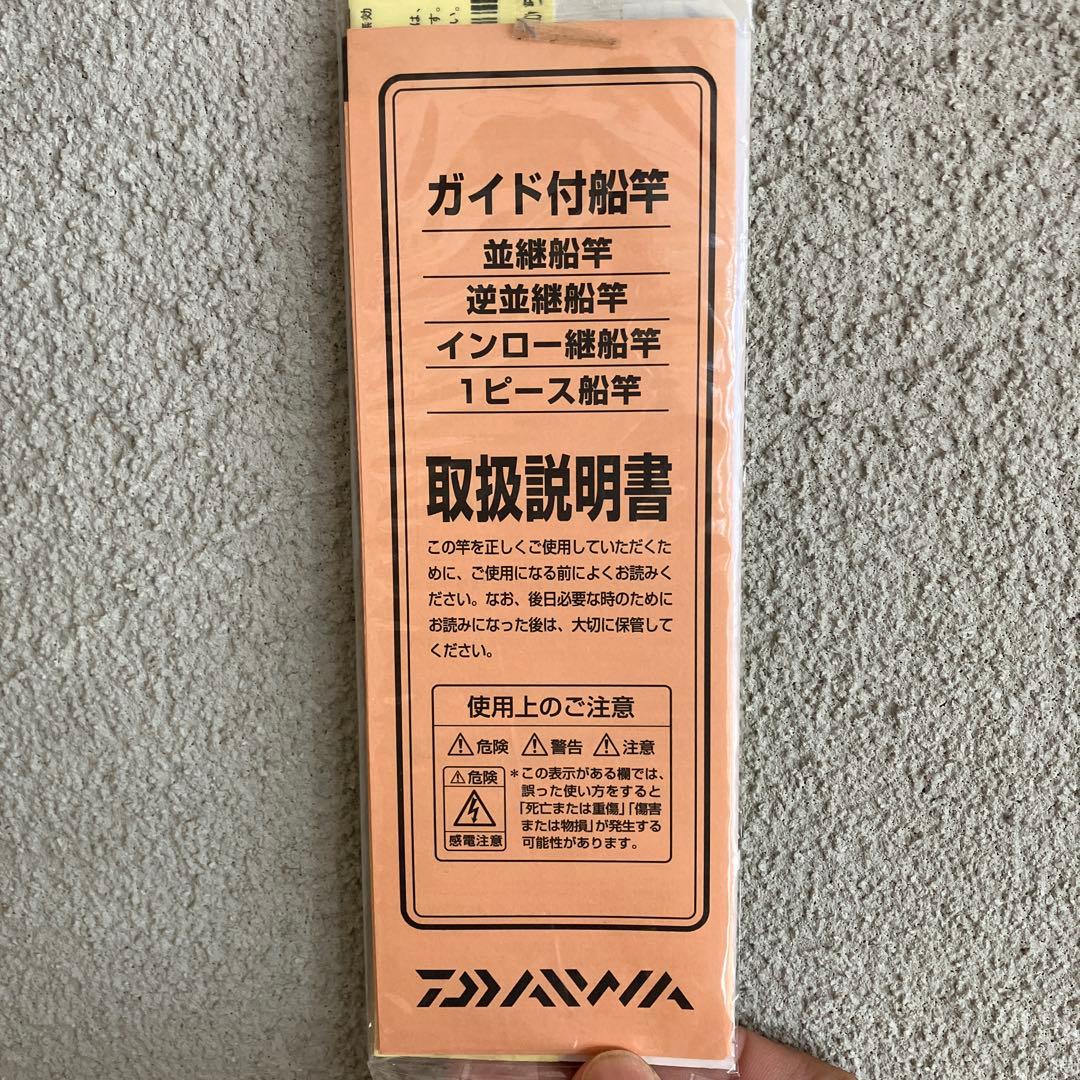 無効
は、
す。
い。
ガイド付船竿
並継船竿
逆並継船竿
インロー継船竿
1ピース船竿
取扱説明書
この竿を正しくご使用していただくた
めに、ご使用になる前によくお読みく
ださい。なお、後日必要な時のために
お読みになった後は、大切に保管して
ください。
使用上のご注意
危険 警告 注意
危険
感電注意
*この表示がある欄では、
誤った使い方をすると
「死亡または重傷」「傷害
または物損」が発生する
可能性があります。
DAIWA